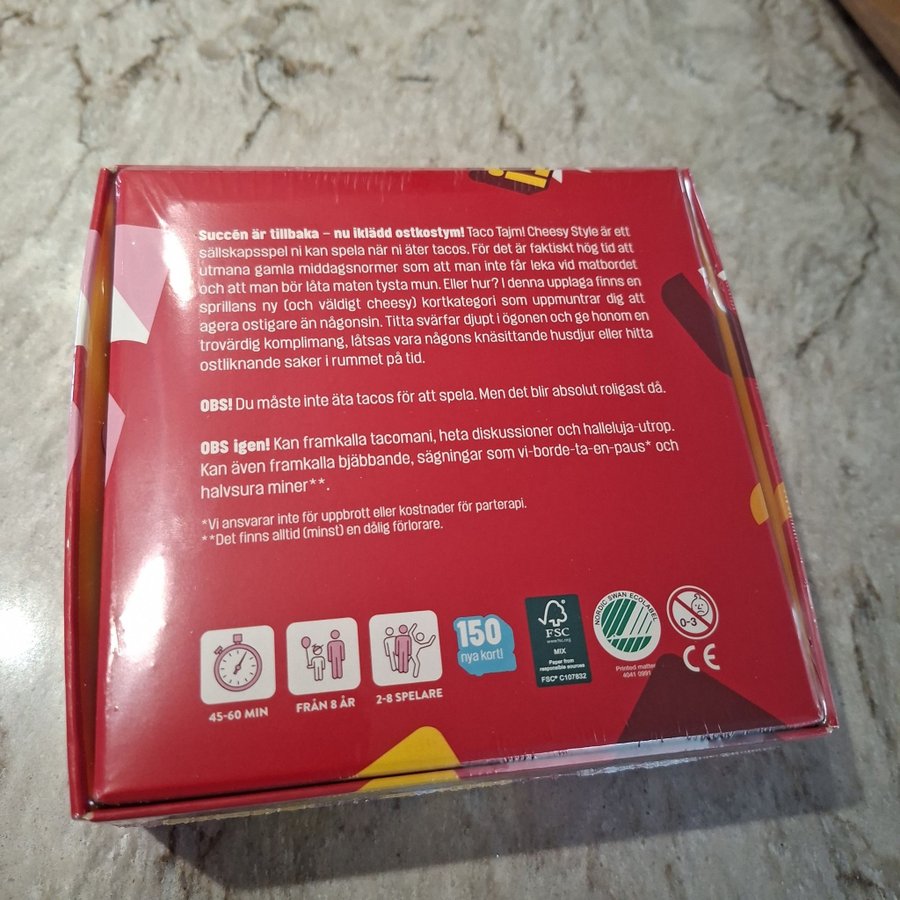 Succén är tillbaka – nu iklädd ostkostym! Taco Tajm! Cheesy Style är ett
sällskapsspel ni kan spela när ni äter tacos. För det är faktiskt hög tid att
utmana gamla middagsnormer som att man inte får leka vid matbordet
och att man bör låta maten tysta mun. Eller hur? I denna upplaga finns en
sprillans ny (och väldigt cheesy) kortkategori som uppmuntrar dig att
agera ostigare än någonsin. Titta svärfar djupt i ögonen och ge honom en
trovärdig komplimang, låtsas vara någons knäsittande husdjur eller hitta
ostliknande saker i rummet på tid.
OBS! Du måste inte äta tacos för att spela. Men det blir absolut roligast då.
OBS igen! Kan framkalla tacomani, heta diskussioner och halleluja-utrop.
Kan även framkalla bjäbbande, sägningar som vi-borde-ta-en-paus* och
halvsura miner**.
*Vi ansvarar inte för uppbrott eller kostnader för parterapi.
**Det finns alltid (minst) en dålig förlorare.
45-60 MIN
FRÅN 8 ÅR
2-8 SPELARE
150
nya kort!
FSC
www.fsc.org
MIX
Paper from
responsible sources
FSC® C107832
NORDIC SWAN ECOLABEL
Printed matter
4041 0991
0-3
CE